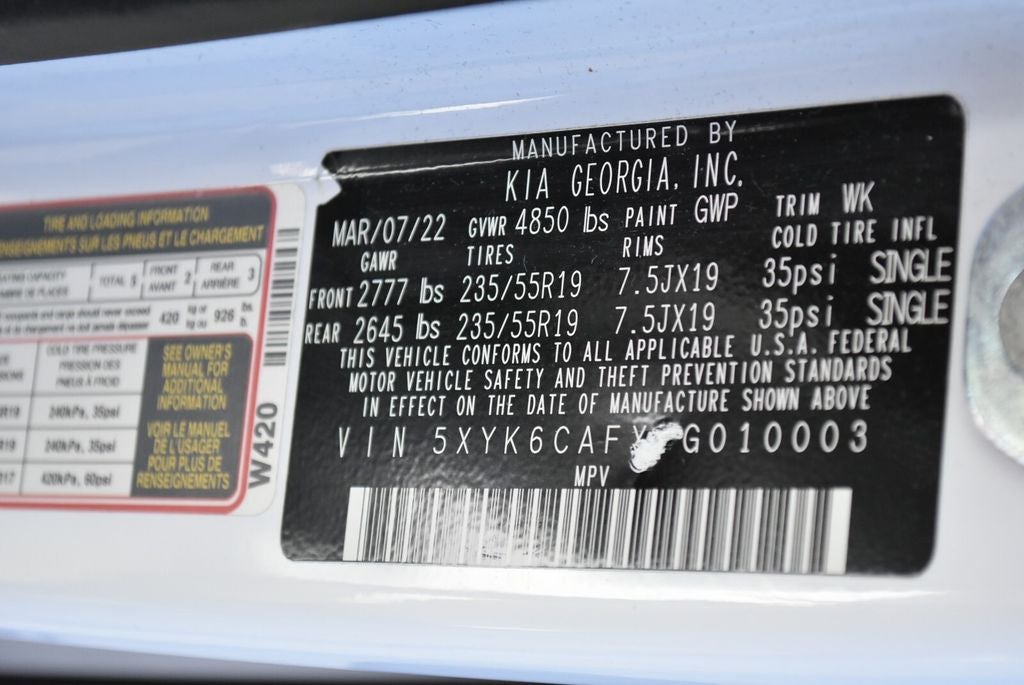 MANUFACTURED BY
KIA GEORGIA, INC.
MAR/07/22 GVWR 4850 lbs PAINT GWP TRIM WK
GAWR TIRES RIMS COLD TIRE INFL
FRONT 2777 lbs 235/55R19 7.5JX19 35psi SINGLE
REAR 2645 lbs 235/55R19 7.5JX19 35psi SINGLE
THIS VEHICLE CONFORMS TO ALL APPLICABLE U.S.A. FEDERAL
MOTOR VEHICLE SAFETY AND THEFT PREVENTION STANDARDS
IN EFFECT ON THE DATE OF MANUFACTURE SHOWN ABOVE
VIN 5XYK6CAF G010003
MPV
TIRE AND LOADING INFORMATION
RENSEIGNEMENTS SUR LES PNEUS ET LE CHARGEMENT
TOTAL 5 FRONT AVANT 2 REAR ARRIÈRE 3
420 kg or kg ou 926 lbs. lb.
COLD TIRE PRESSURE
PRESSION DES
PNEUS À FROID
240kPa, 35psi
240kPa, 35psi
420kPa, 60psi
SEE OWNER'S
MANUAL FOR
ADDITIONAL
INFORMATION
VOIR LE MANUEL
DE L'USAGER
POUR PLUS DE
RENSEIGNEMENTS
W420